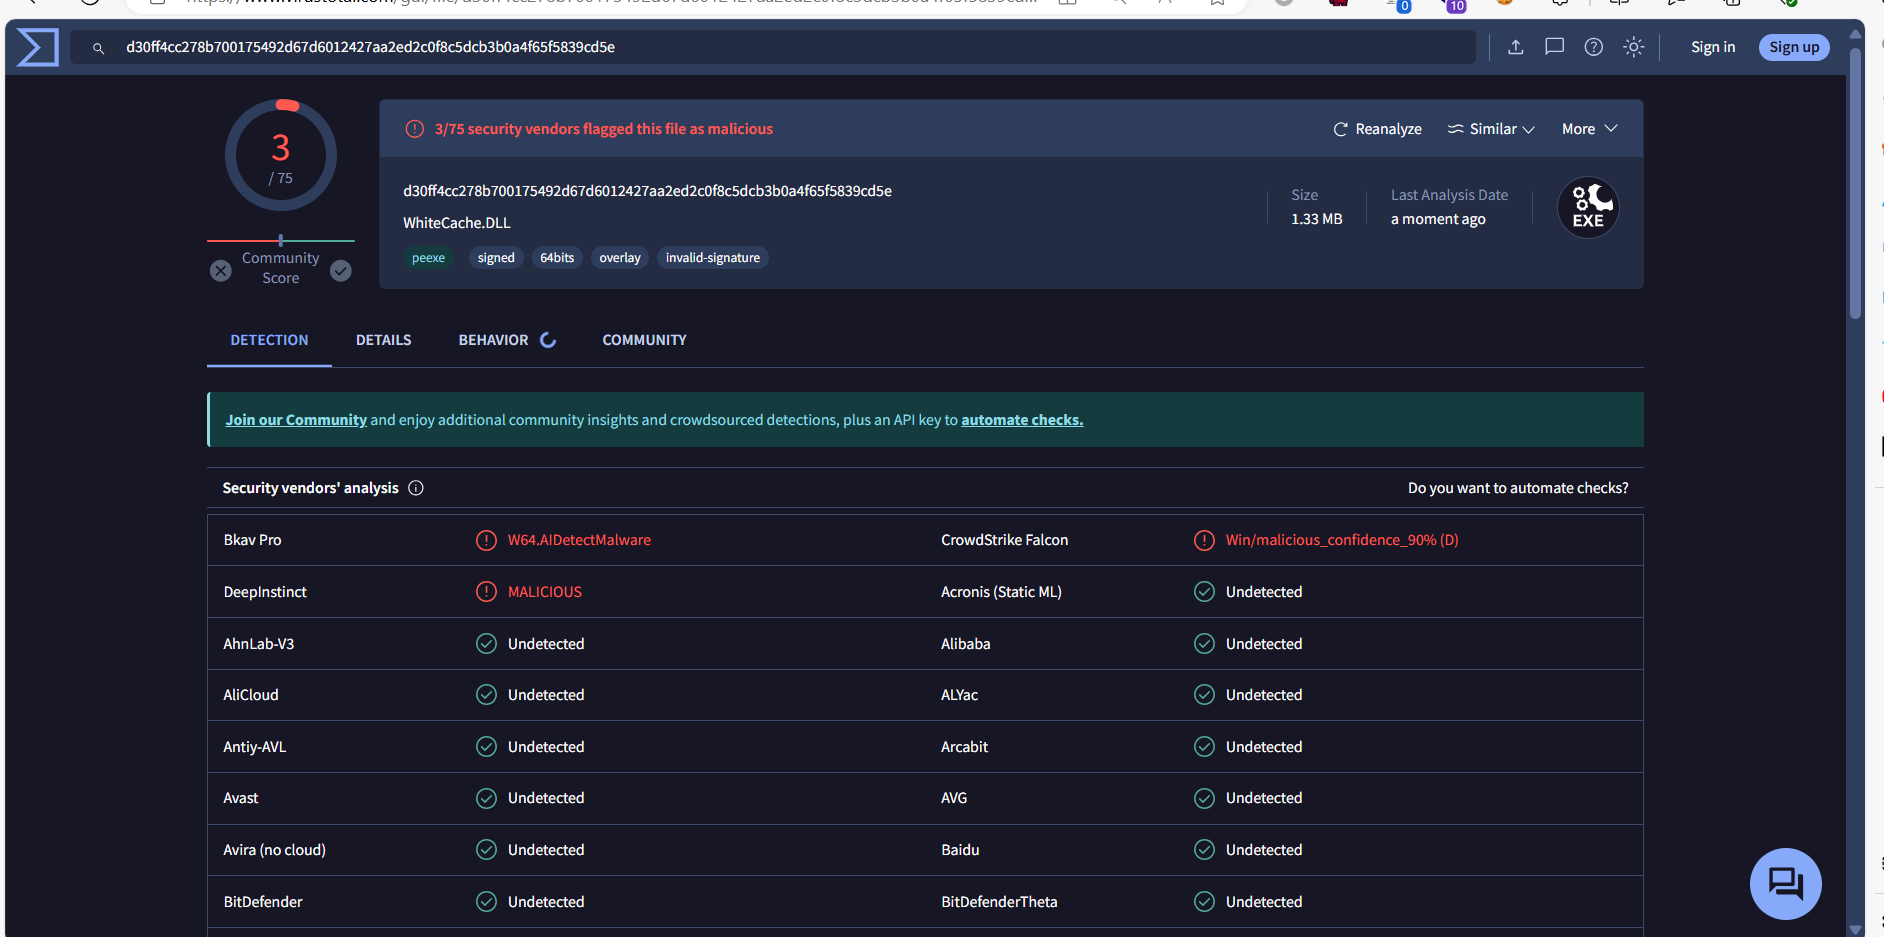 0
10
d30ff4cc278b700175492d67d6012427aa2ed2c0f8c5dcb3b0a4f65f5839cd5e
Sign in
Sign up
3
/ 75
Community
Score
3/75 security vendors flagged this file as malicious
Reanalyze
Similar
More
d30ff4cc278b700175492d67d6012427aa2ed2c0f8c5dcb3b0a4f65f5839cd5e
WhiteCache.DLL
peexe
signed
64bits
overlay
invalid-signature
Size
1.33 MB
Last Analysis Date
a moment ago
EXE
DETECTION
DETAILS
BEHAVIOR
COMMUNITY
Join our Community and enjoy additional community insights and crowdsourced detections, plus an API key to automate checks.
Security vendors' analysis
Do you want to automate checks?
Bkav Pro
W64.AIDetectMalware
CrowdStrike Falcon
Win/malicious_confidence_90% (D)
DeepInstinct
MALICIOUS
Acronis (Static ML)
Undetected
AhnLab-V3
Undetected
Alibaba
Undetected
AliCloud
Undetected
ALYac
Undetected
Antiy-AVL
Undetected
Arcabit
Undetected
Avast
Undetected
AVG
Undetected
Avira (no cloud)
Undetected
Baidu
Undetected
BitDefender
Undetected
BitDefenderTheta
Undetected